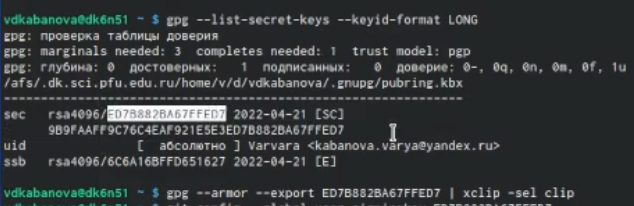 vdkabanova@dk6n51 ~ $ gpg --list-secret-keys --keyid-format LONG
gpg: проверка таблицы доверия
gpg: marginals needed: 3  completes needed: 1  trust model: pgp
gpg: глубина: 0  достоверных:   1  подписанных:   0  доверие: 0-, 0q, 0n, 0m, 0f, 1u
/afs/.dk.sci.pfu.edu.ru/home/v/d/vdkabanova/.gnupg/pubring.kbx
--------------------------------------------------------------
sec   rsa4096/ED7B882BA67FFED7 2022-04-21 [SC]
      9B9FAAFF9C76C4EAF921E5E3ED7B882BA67FFED7
uid               [  абсолютно ] Varvara <kabanova.varya@yandex.ru>
ssb   rsa4096/6C6A16BFFD651627 2022-04-21 [E]
vdkabanova@dk6n51 ~ $ gpg --armor --export ED7B882BA67FFED7 | xclip -sel clip